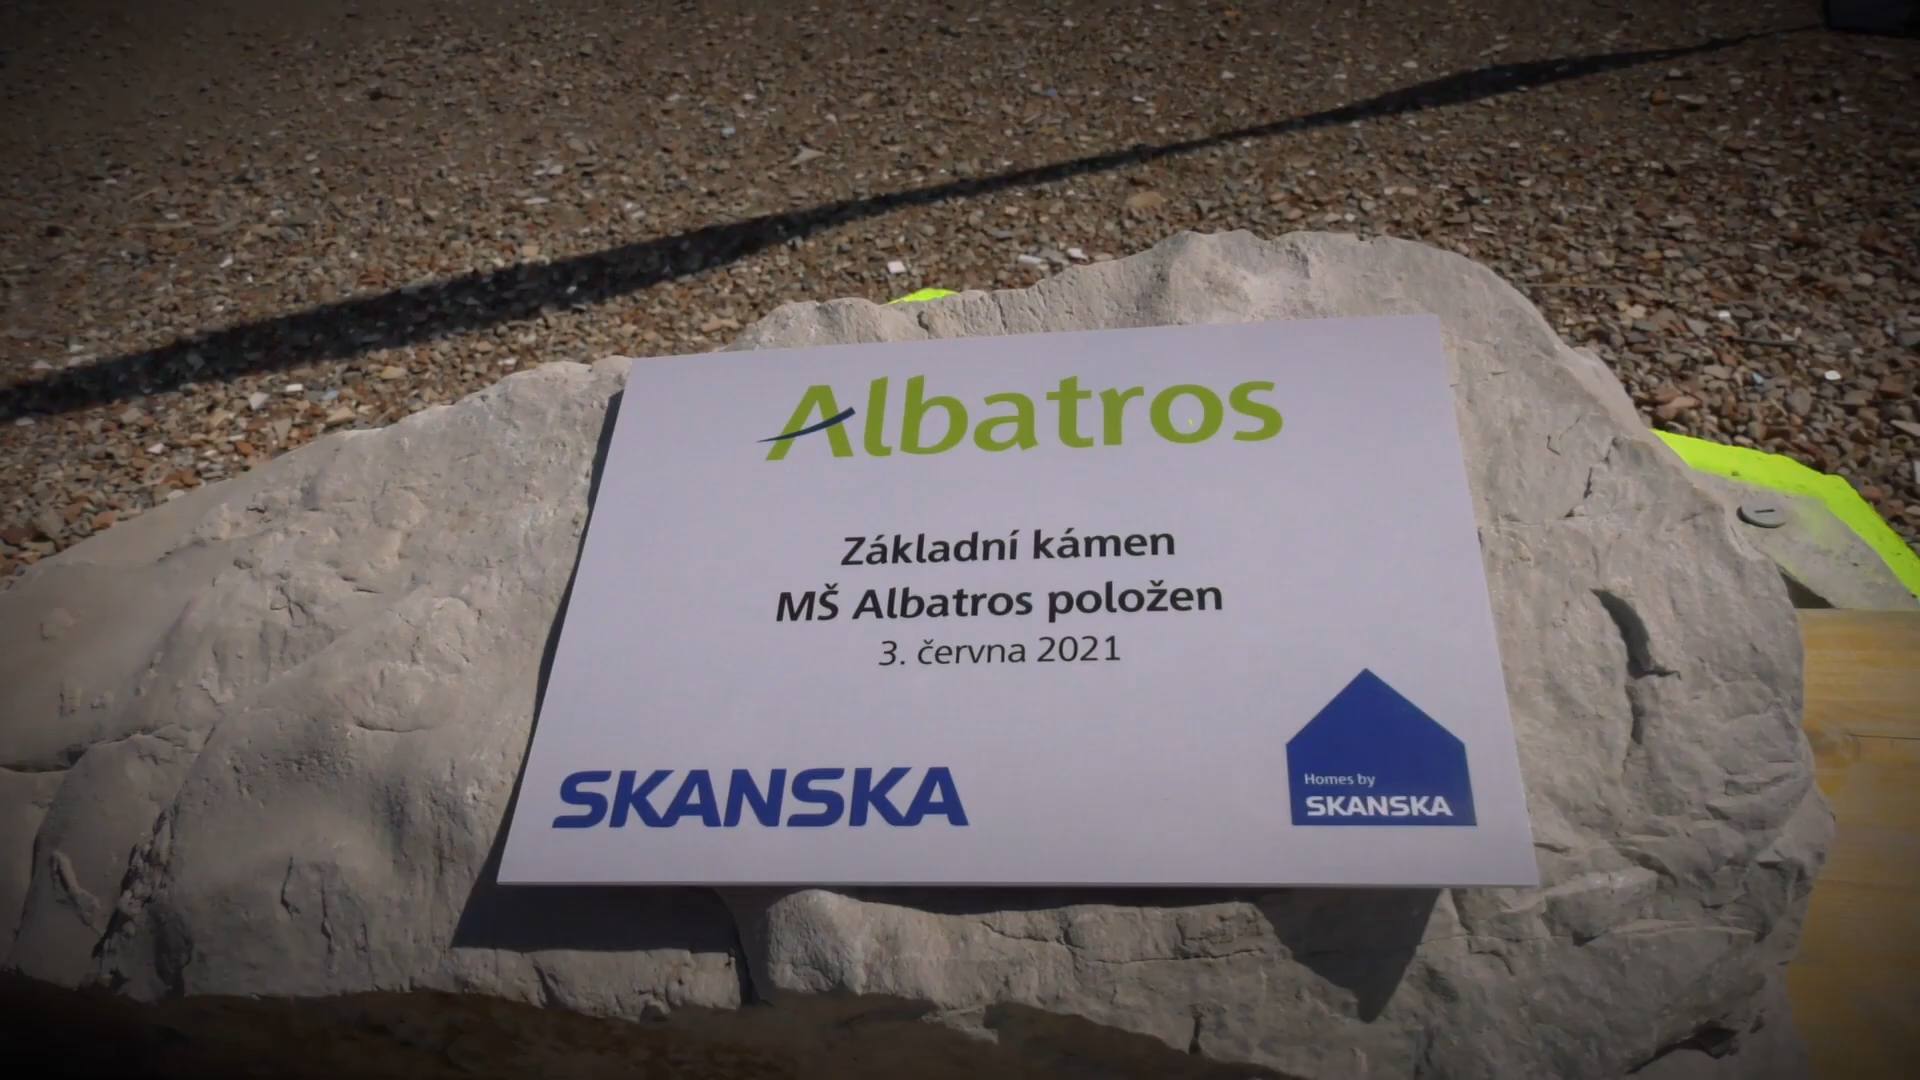 Albatros
Základní kámen
MŠ Albatros položen
3. června 2021
SKANSKA
Homes by
SKANSKA